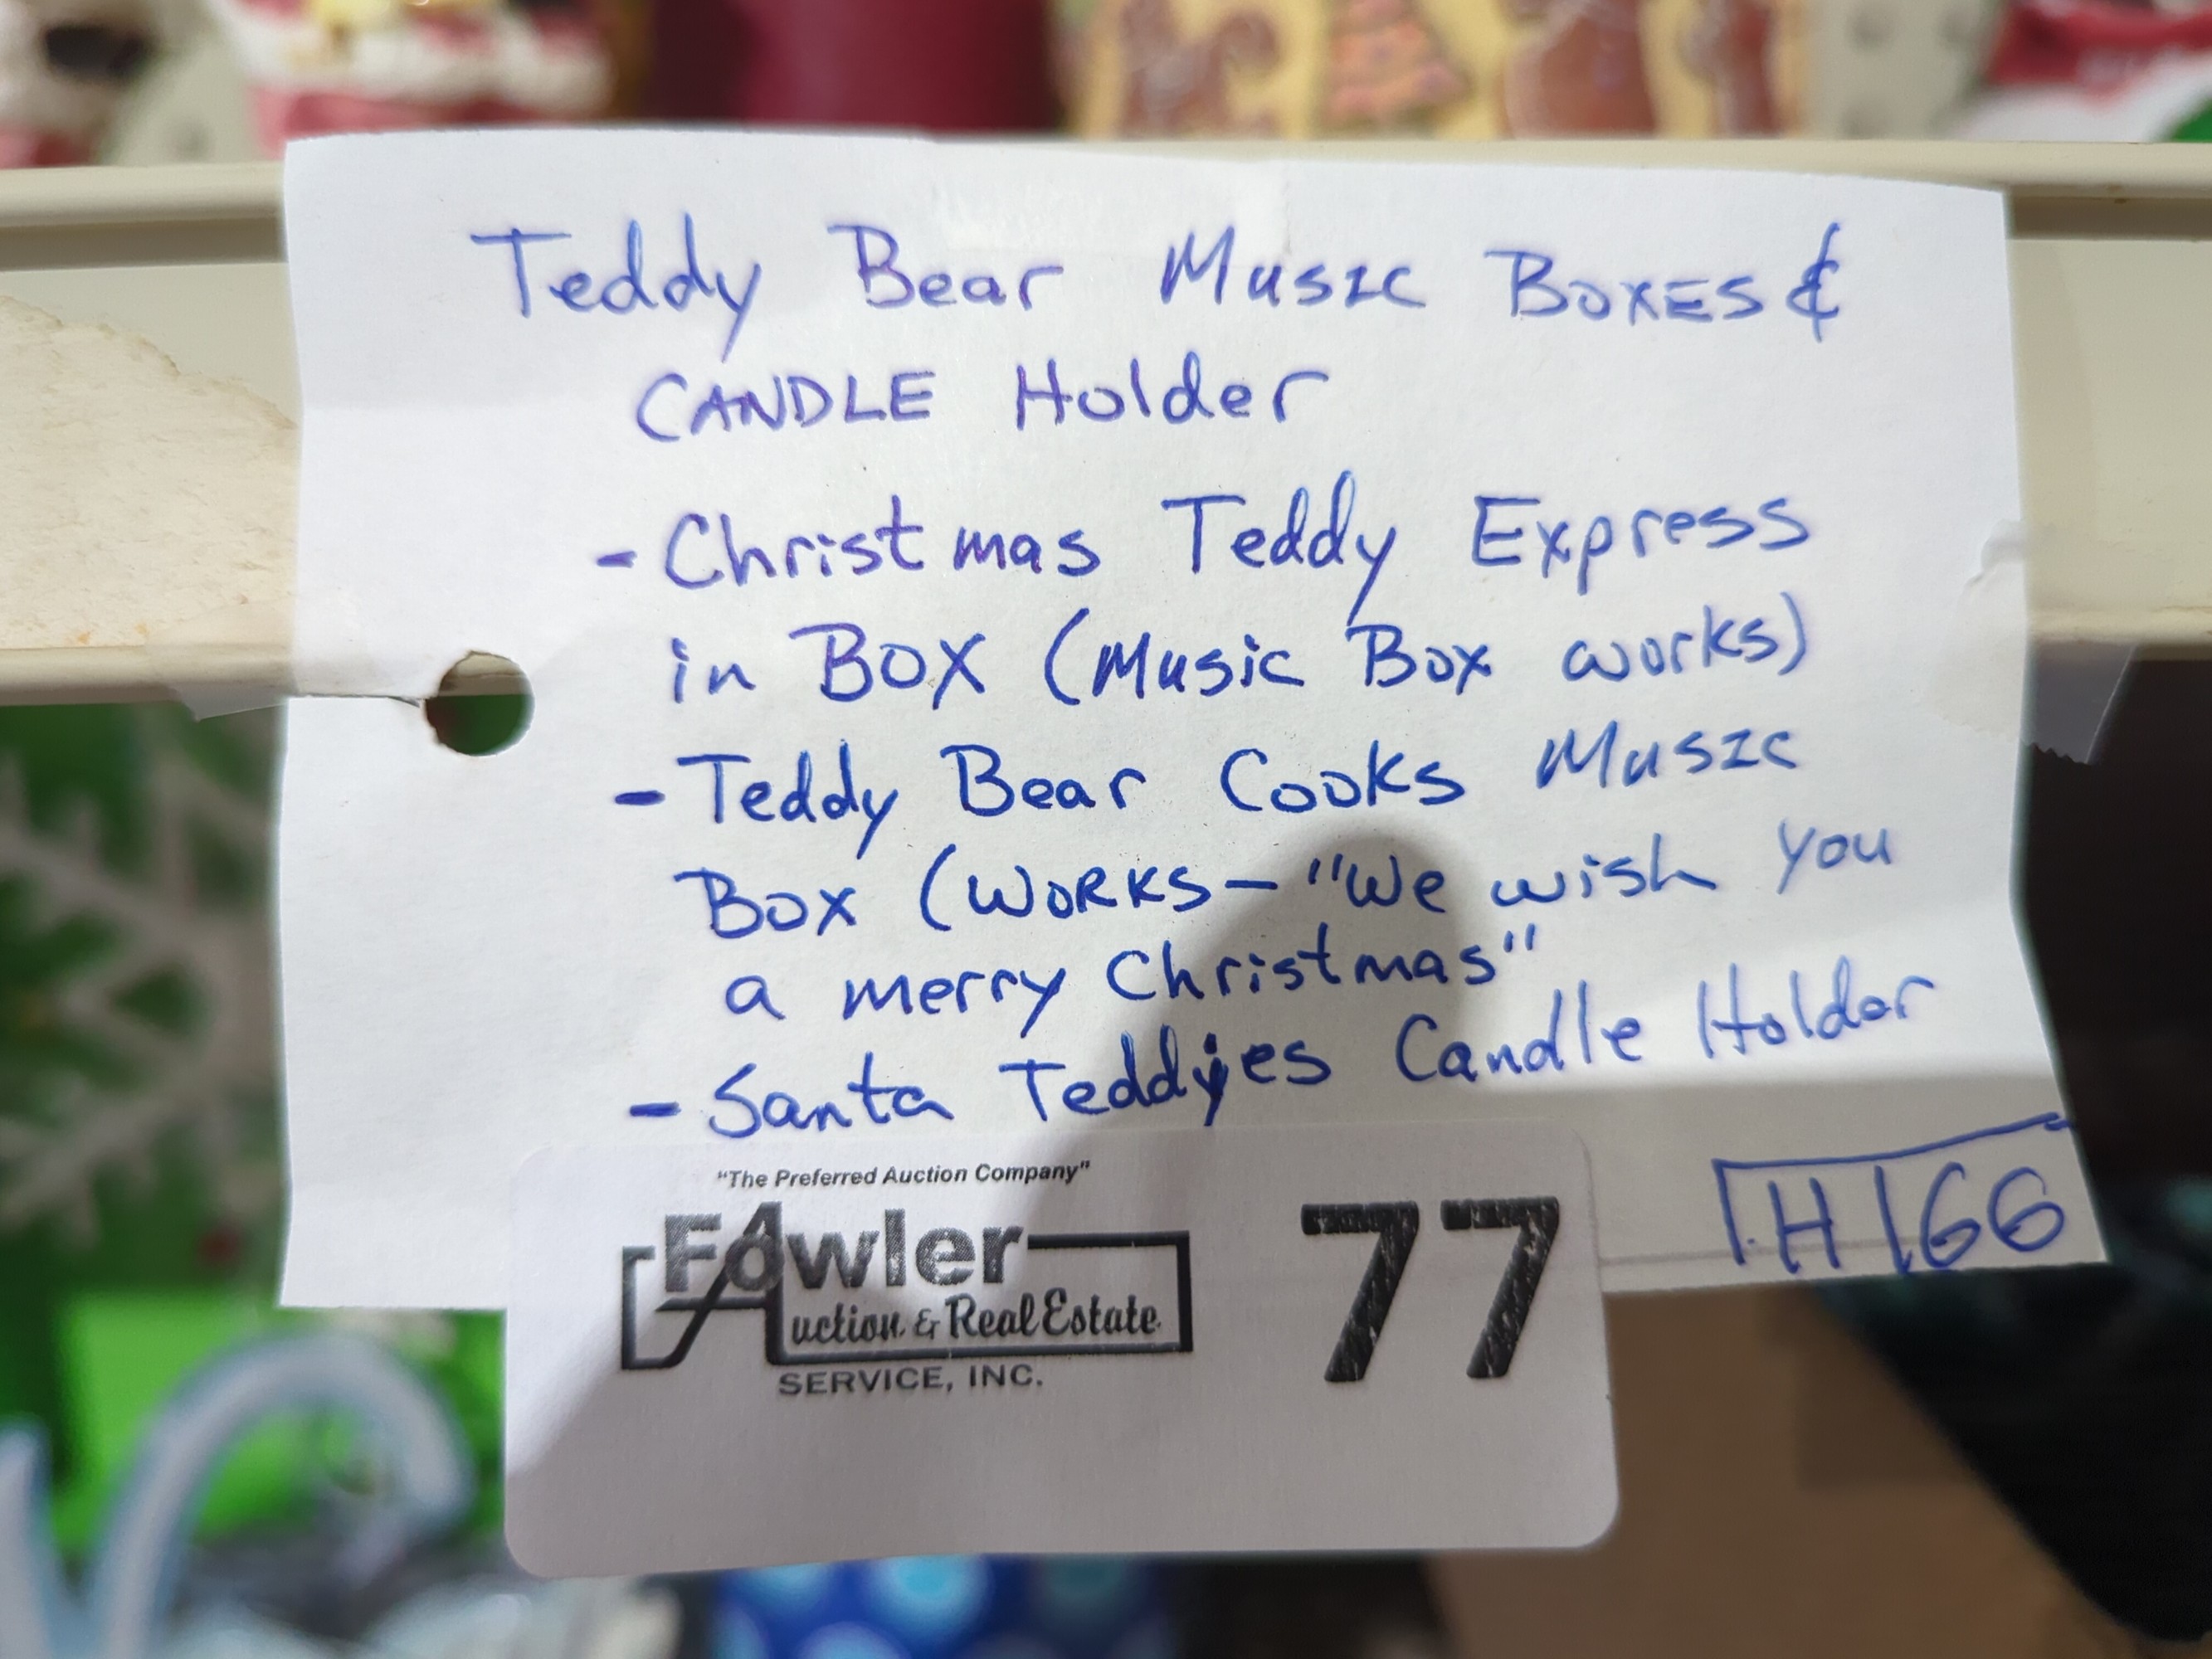 Teddy Bear Music Boxes &
CANDLE Holder
- Christmas Teddy Express
in BOX (Music Box works)
- Teddy Bear Cooks Music
Box (WORKS - "We wish you
a merry Christmas"
- Santa Teddyies Candle Holder
H166
"The Preferred Auction Company"
Fowler
Auction & Real Estate
SERVICE, INC.
77